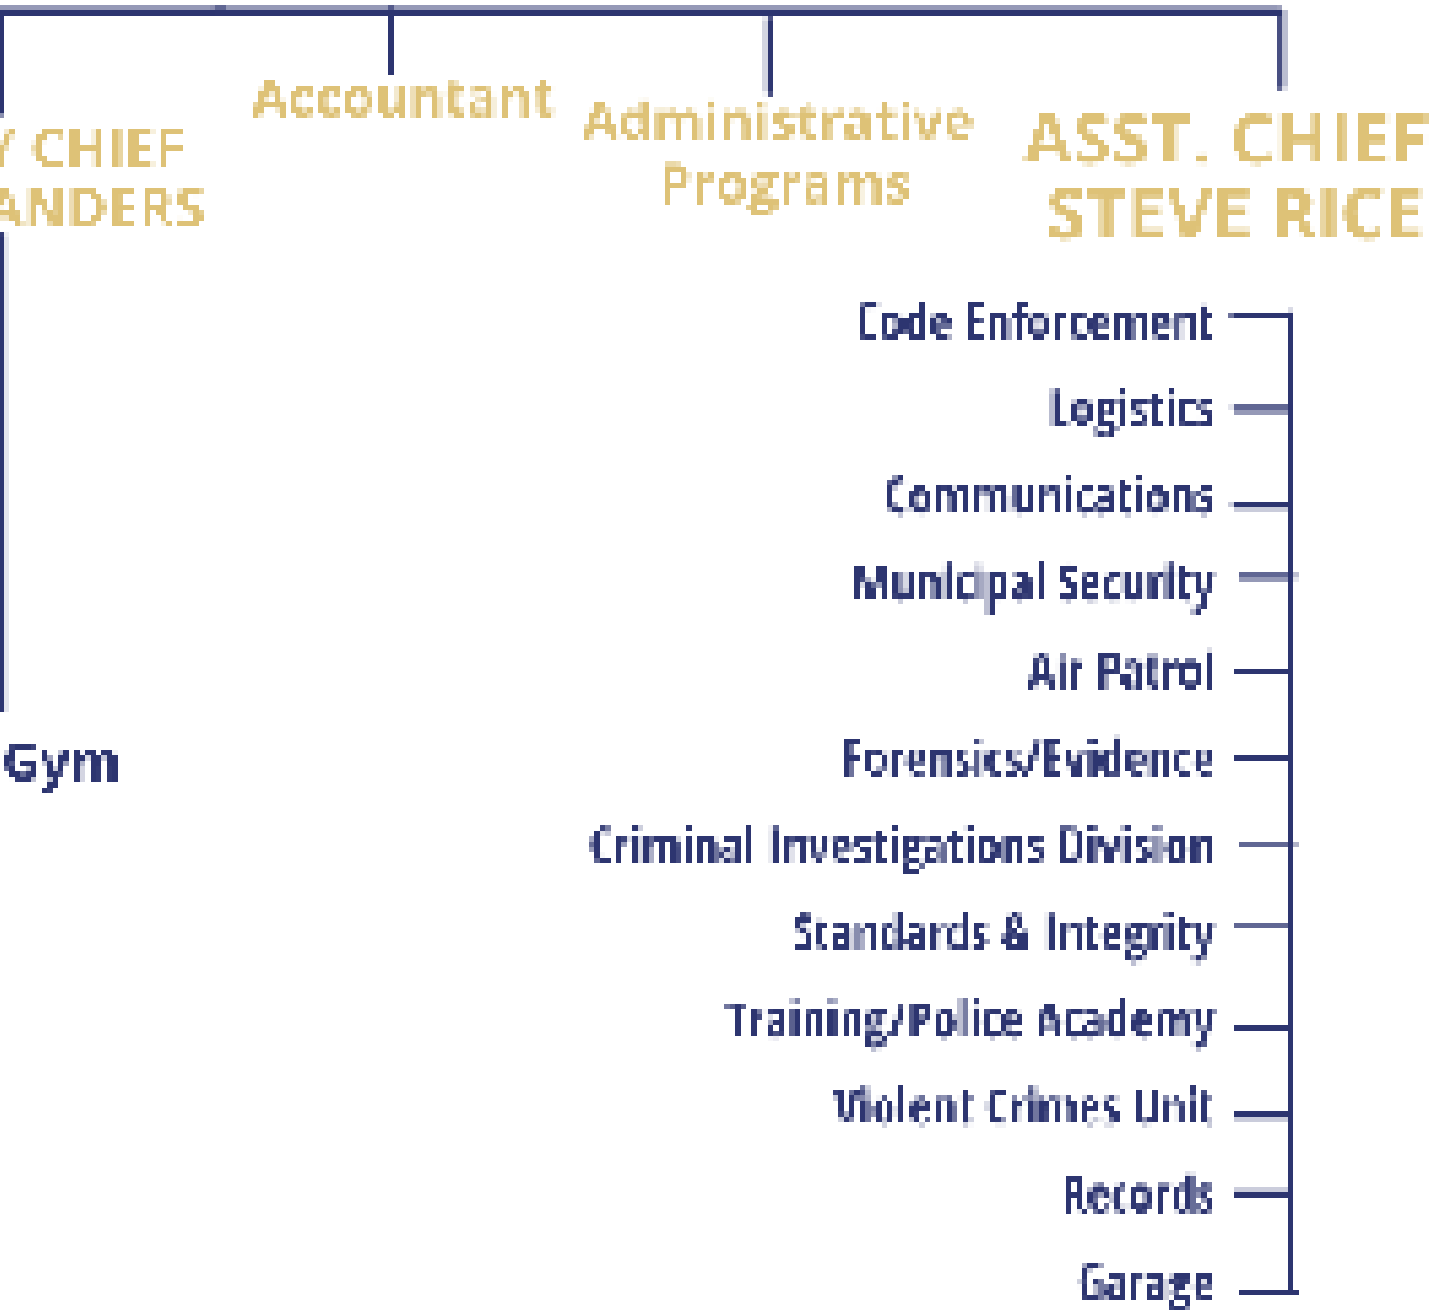 Accountant
Administrative
Programs
ASST. CHIEF
STEVE RICE
Y CHIEF
ANDERS
Code Enforcement
Logistics
Communications
Municipal Security
Air Patrol
Gym
Forensics/Evidence
Criminal Investigations Division
Standards & Integrity
Training/Police Academy
Violent Crimes Unit
Records
Garage